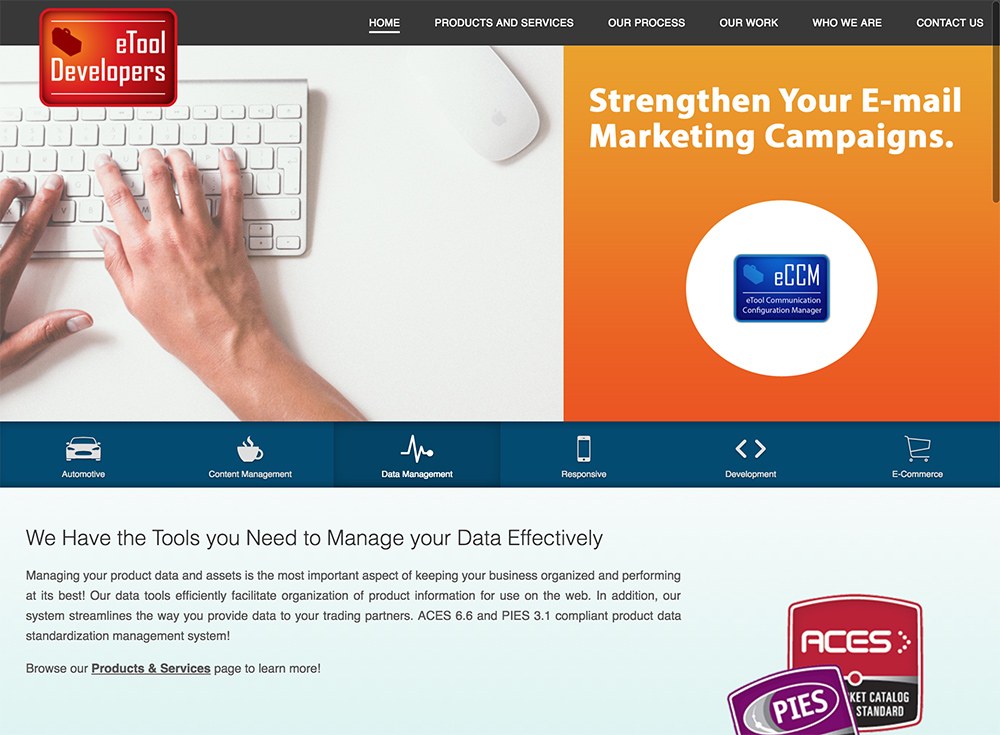 eTool
Developers
HOME
PRODUCTS AND SERVICES
OUR PROCESS
OUR WORK
WHO WE ARE
CONTACT US
Strengthen Your E-mail
Marketing Campaigns.
eCCM
eTool Communication
Configuration Manager
Automotive
Content Management
Data Management
Responsive
Development
E-Commerce
We Have the Tools you Need to Manage your Data Effectively
Managing your product data and assets is the most important aspect of keeping your business organized and performing
at its best! Our data tools efficiently facilitate organization of product information for use on the web. In addition, our
system streamlines the way you provide data to your trading partners. ACES 6.6 and PIES 3.1 compliant product data
standardization management system!
Browse our Products & Services page to learn more!
ACES
KET CATALOG
STANDARD
PIES